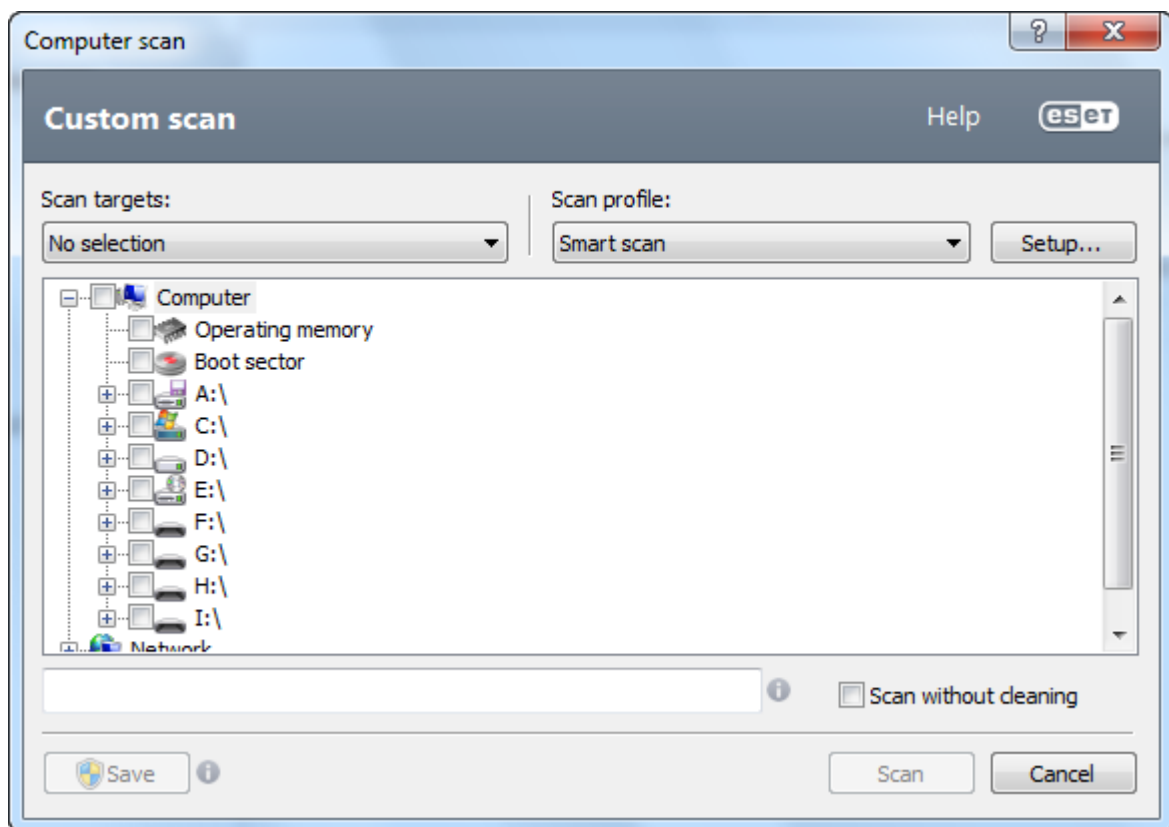 Computer scan
Custom scan Help eset
Scan targets: Scan profile:
No selection Smart scan Setup...
Computer
Operating memory
Boot sector
A:\
C:\
D:\
E:\
F:\
G:\
H:\
I:\
Network
Scan without cleaning
Save Scan Cancel